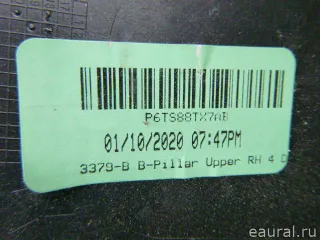 P6TS88TX7AB
01/10/2020 07:47PM
3379-B B-Pillar Upper RH 4 D
eaural.ru